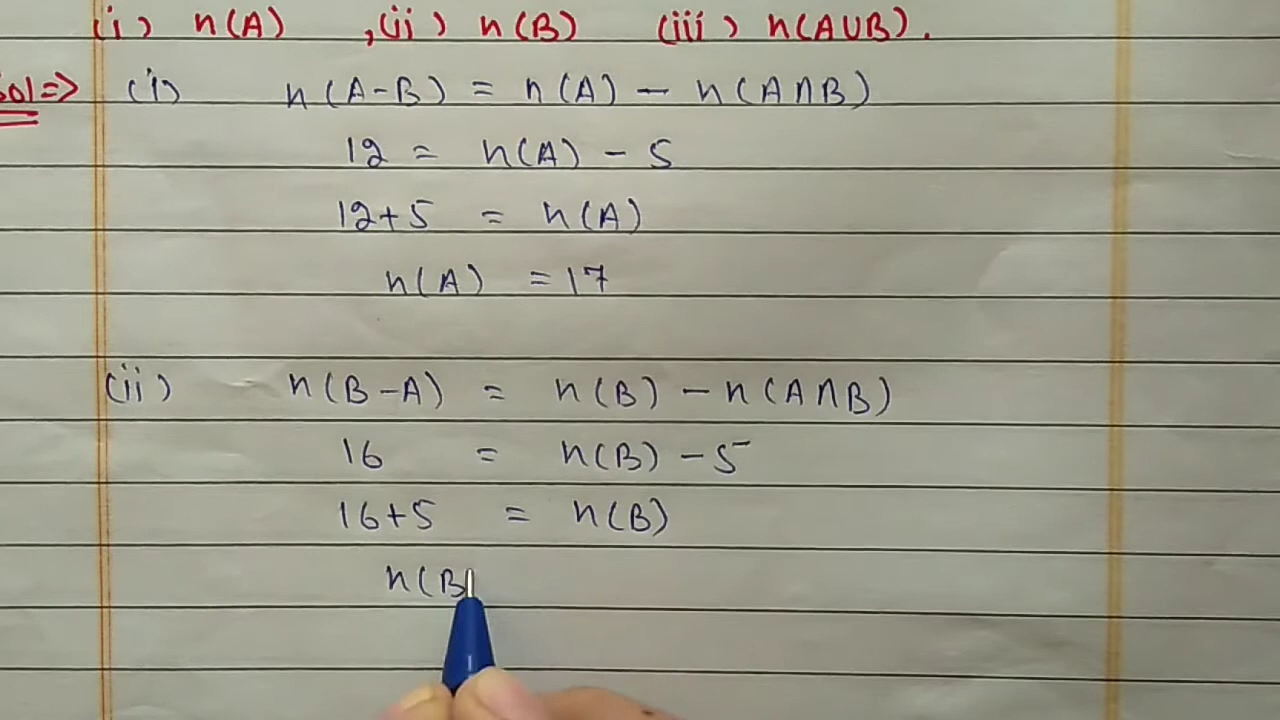 (i) n(A) , (ii) n(B) (iii) n(A∪B).
Sol=> (i) n(A-B) = n(A) - n(A∩B)
12 = n(A) - 5
12+5 = n(A)
n(A) = 17
(ii) n(B-A) = n(B) - n(A∩B)
16 = n(B) - 5
16+5 = n(B)
n(B